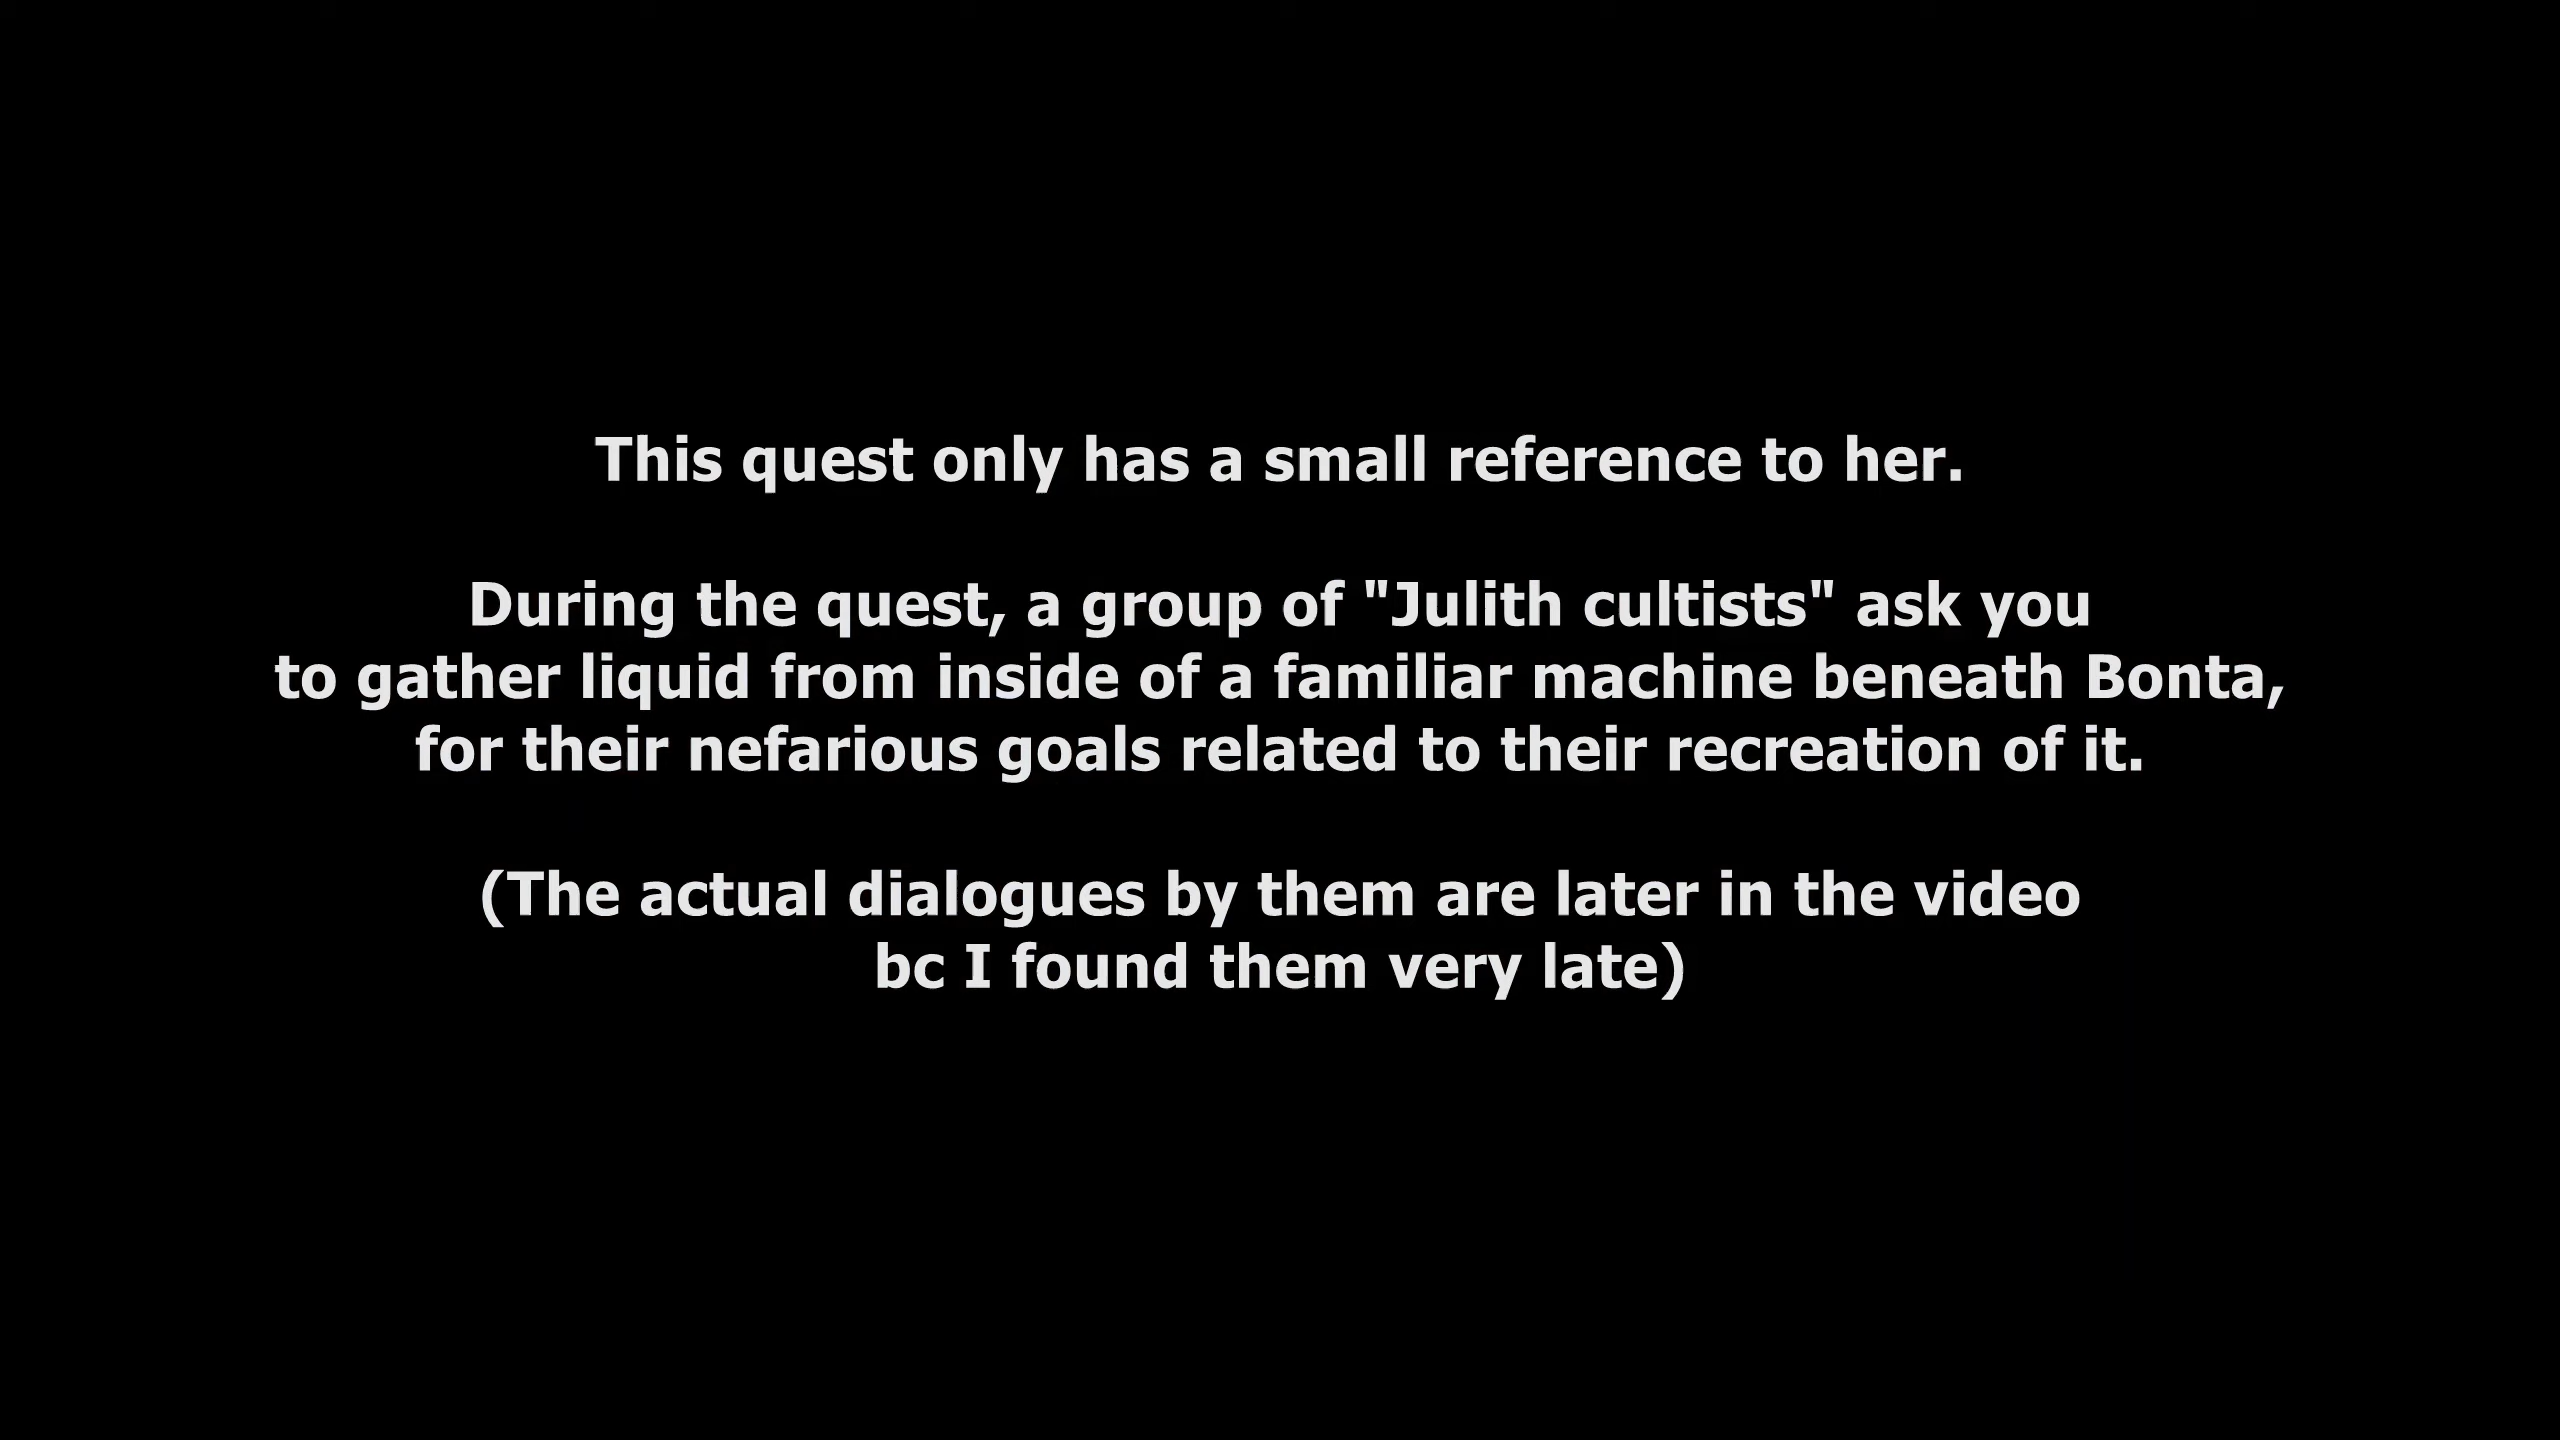 This quest only has a small reference to her.
During the quest, a group of "Julith cultists" ask you
to gather liquid from inside of a familiar machine beneath Bonta,
for their nefarious goals related to their recreation of it.
(The actual dialogues by them are later in the video
bc I found them very late)